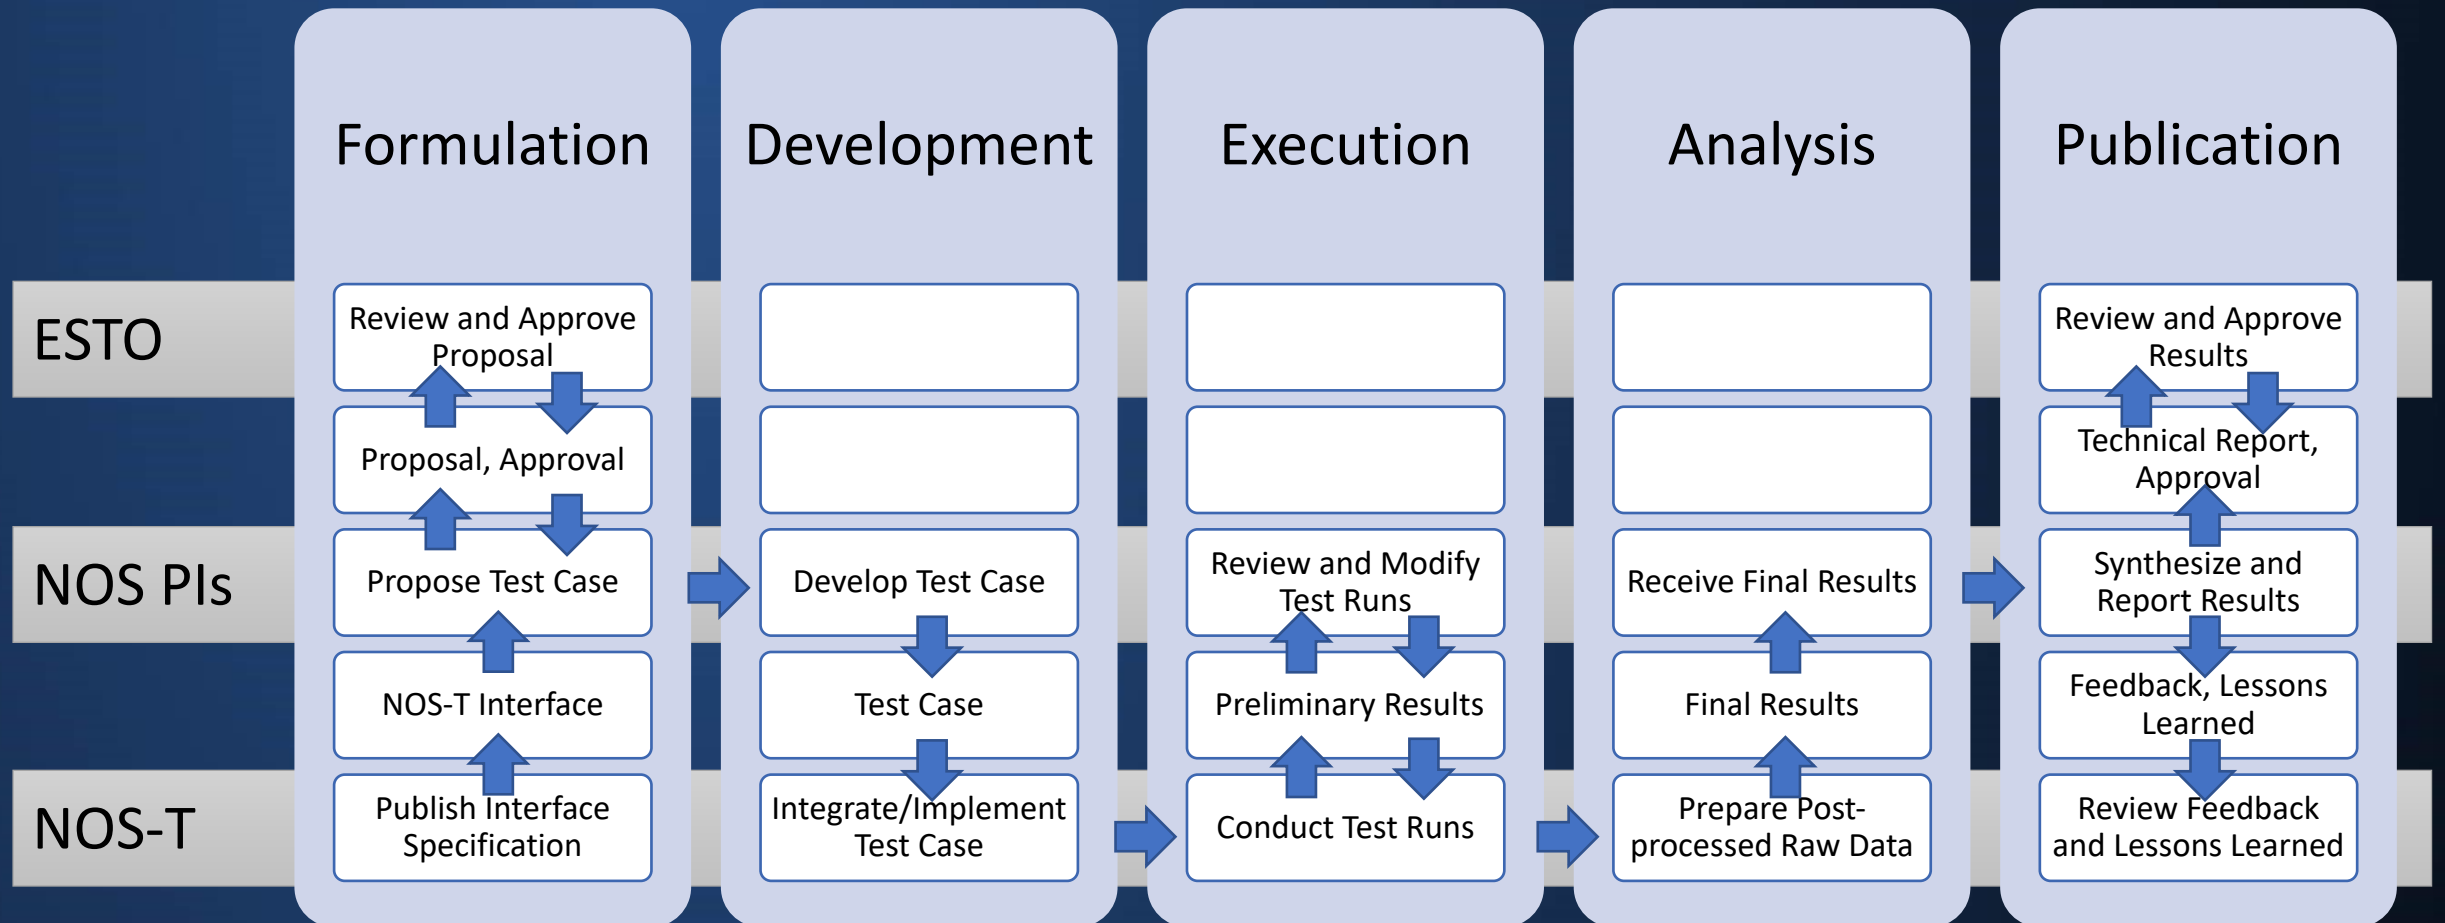 Formulation
Development
Execution
Analysis
Publication
ESTO
Review and Approve
Proposal
Review and Approve
Results
Proposal, Approval
Technical Report,
Approval
NOS PIs
Propose Test Case
Develop Test Case
Review and Modify
Test Runs
Receive Final Results
Synthesize and
Report Results
NOS-T Interface
Test Case
Preliminary Results
Final Results
Feedback, Lessons
Learned
NOS-T
Publish Interface
Specification
Integrate/Implement
Test Case
Conduct Test Runs
Prepare Post-
processed Raw Data
Review Feedback
and Lessons Learned